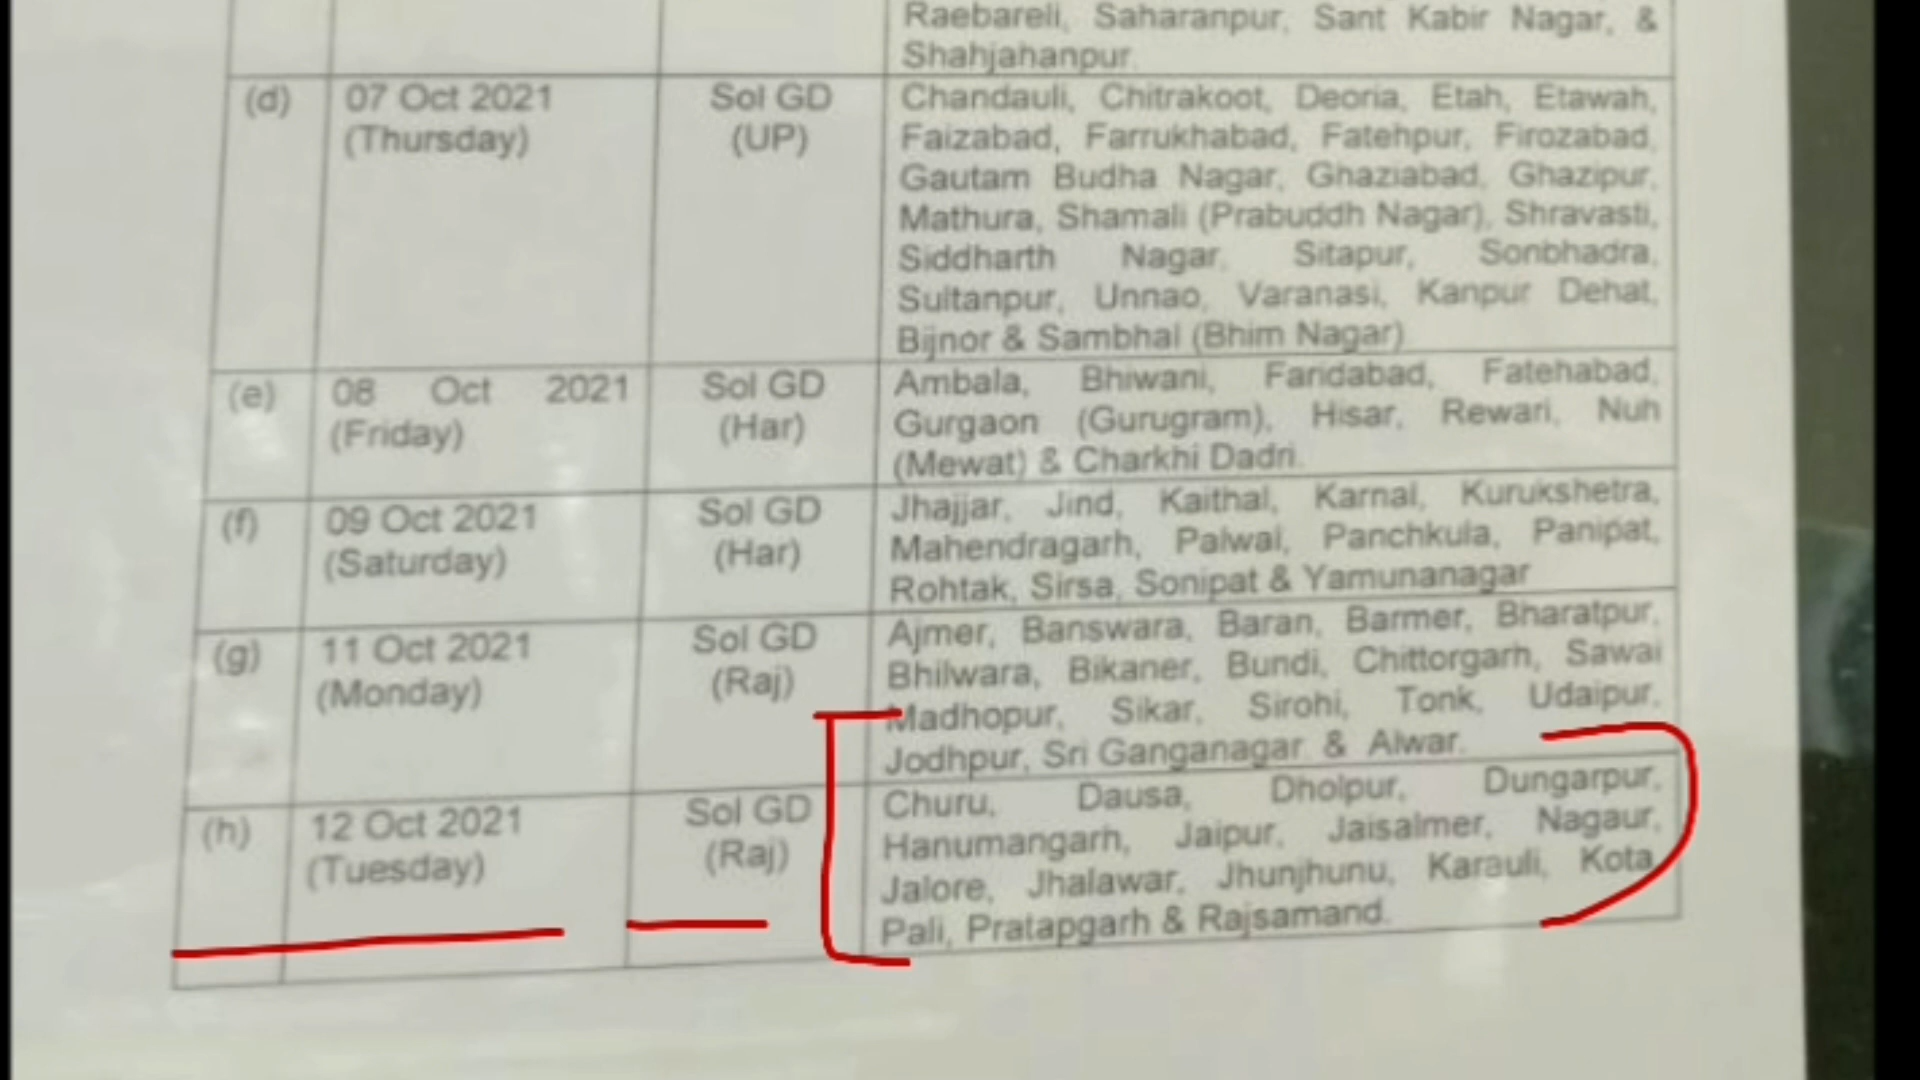 Raebareli, Saharanpur, Sant Kabir Nagar, &
Shahjahanpur.
(d) 07 Oct 2021 (Thursday) Sol GD (UP)
Chandauli, Chitrakoot, Deoria, Etah, Etawah,
Faizabad, Farrukhabad, Fatehpur, Firozabad,
Gautam Budha Nagar, Ghaziabad, Ghazipur,
Mathura, Shamali (Prabuddh Nagar), Shravasti,
Siddharth Nagar, Sitapur, Sonbhadra,
Sultanpur, Unnao, Varanasi, Kanpur Dehat,
Bijnor & Sambhal (Bhim Nagar)
(e) 08 Oct 2021 (Friday) Sol GD (Har)
Ambala, Bhiwani, Faridabad, Fatehabad,
Gurgaon (Gurugram), Hisar, Rewari, Nuh
(Mewat) & Charkhi Dadri.
(f) 09 Oct 2021 (Saturday) Sol GD (Har)
Jhajjar, Jind, Kaithal, Karnal, Kurukshetra,
Mahendragarh, Palwal, Panchkula, Panipat,
Rohtak, Sirsa, Sonipat & Yamunanagar
(g) 11 Oct 2021 (Monday) Sol GD (Raj)
Ajmer, Banswara, Baran, Barmer, Bharatpur,
Bhilwara, Bikaner, Bundi, Chittorgarh, Sawai
Madhopur, Sikar, Sirohi, Tonk, Udaipur,
Jodhpur, Sri Ganganagar & Alwar.
(h) 12 Oct 2021 (Tuesday) Sol GD (Raj)
Churu, Dausa, Dholpur, Dungarpur,
Hanumangarh, Jaipur, Jaisalmer, Nagaur,
Jalore, Jhalawar, Jhunjhunu, Karauli, Kota,
Pali, Pratapgarh & Rajsamand.